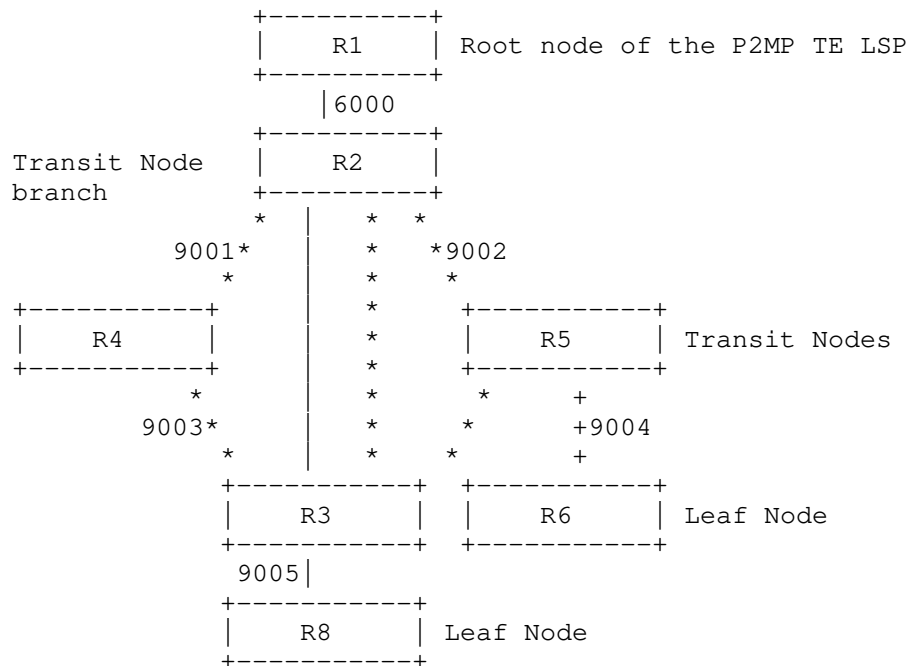 R1 Root node of the P2MP TE LSP
6000
Transit Node R2
branch
9001 9002
R4 R5 Transit Nodes
9003 9004
R3 R6 Leaf Node
9005
R8 Leaf Node